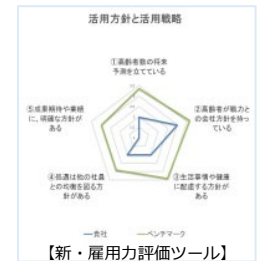 活用方針と活用戦略
①高齢者数の将来
予測を立てている
②高齢者が戦力と
の会社方針を持っ
ている
③生活事情や健康
に配慮する方針が
ある
④処遇は他の社員
との均衡を図る方
針がある
⑤成果期待や業績
に、明確な方針が
ある
会社
ベンチマーク
【新・雇用力評価ツール】